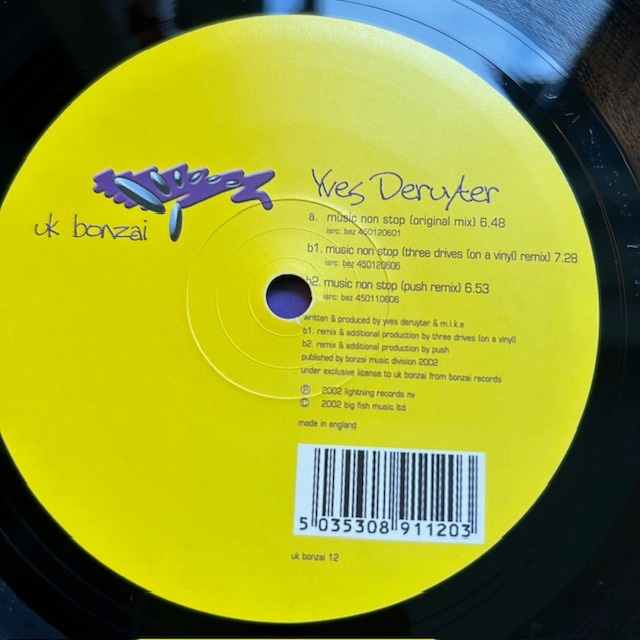 uk bonzai
Yves Deruyter
a. music non stop (original mix) 6.48
isrc: bez 450120601
b1. music non stop (three drives (on a vinyl) remix) 7.28
isrc: bez 450120606
b2. music non stop (push remix) 6.53
isrc: bez 450110606
written & produced by yves deruyter & m.i.k.e
b1. remix & additional production by three drives (on a vinyl)
b2. remix & additional production by push
published by bonzai music division 2002
under exclusive license to uk bonzai from bonzai records
℗ 2002 lightning records nv
© 2002 big fish music ltd
made in england
5 035308 911203
uk bonzai 12